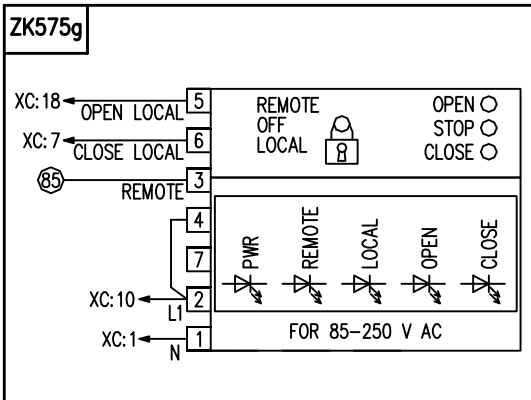 ZK575g
XC:18
OPEN LOCAL
5
XC:7
CLOSE LOCAL
6
85
REMOTE
3
4
7
XC:10
L1
2
XC:1
N
1
REMOTE
OFF
LOCAL
OPEN
STOP
CLOSE
PWR
REMOTE
LOCAL
OPEN
CLOSE
FOR 85-250 V AC